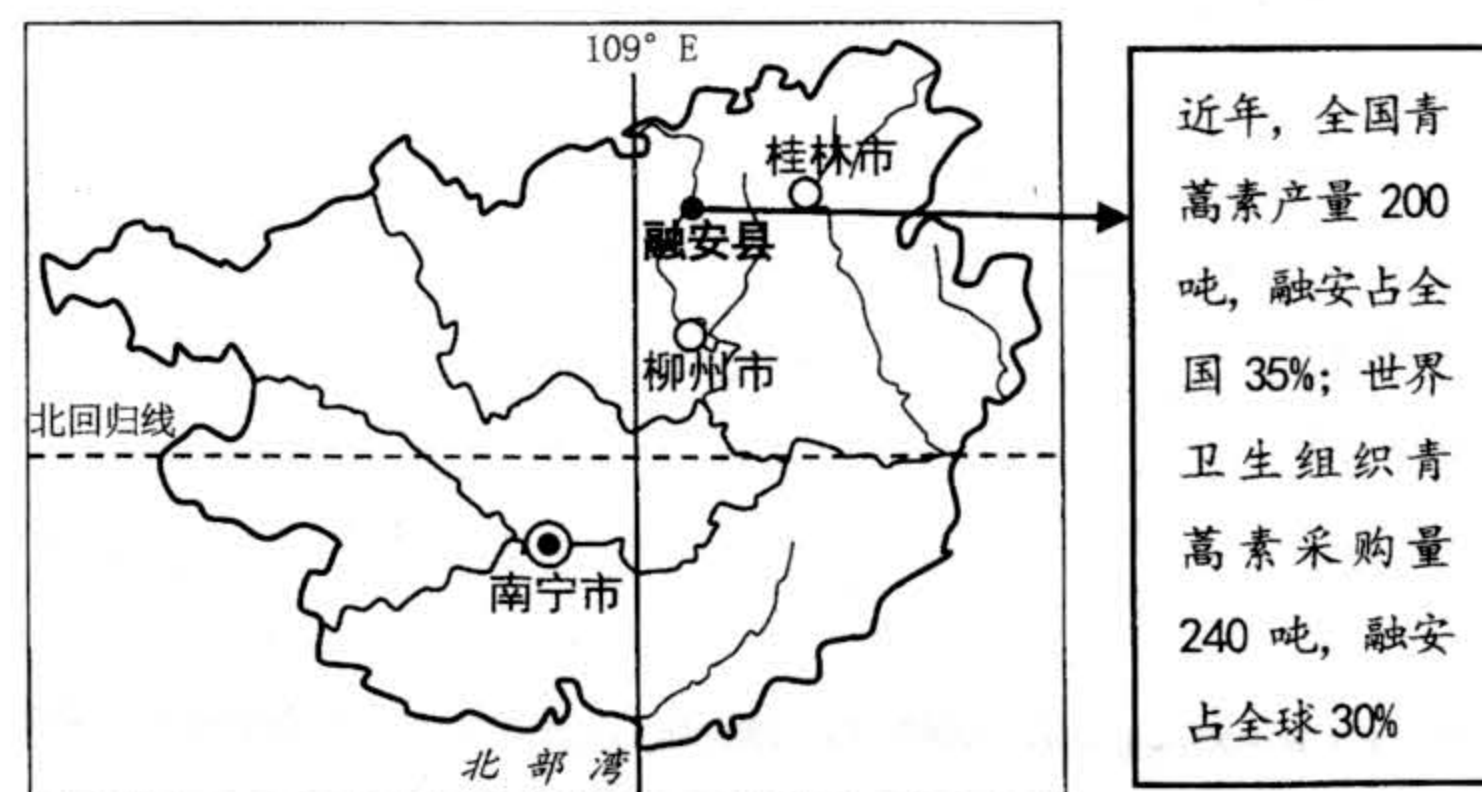 109° E
桂林市
融安县
柳州市
北回归线
南宁市
北部湾
近年，全国青
蒿素产量 200
吨，融安占全
国 35%；世界
卫生组织青
蒿素采购量
240 吨，融安
占全球 30%